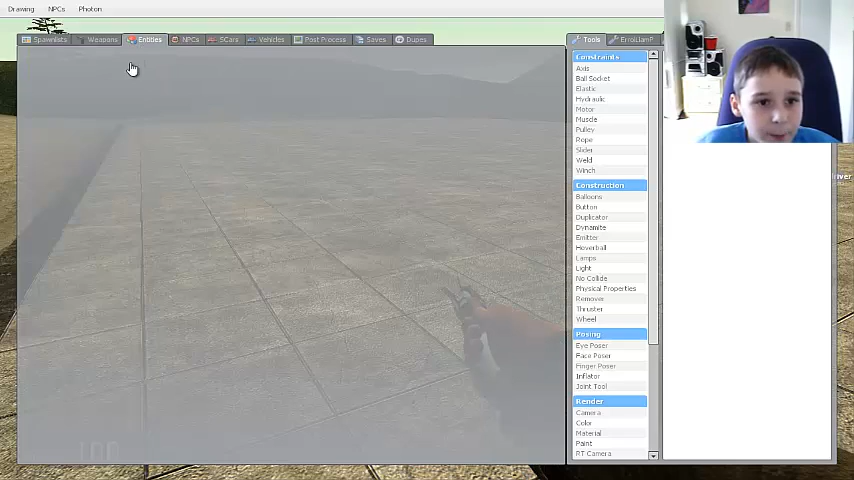 Drawing NPCs Photon
Spawnlists Weapons Entities NPCs SCars Vehicles Post Process Saves Dupes
Tools
Constraints
Axis
Ball Socket
Elastic
Hydraulic
Motor
Muscle
Pulley
Rope
Slider
Weld
Winch
Construction
Balloons
Button
Duplicator
Dynamite
Emitter
Hoverball
Lamps
Light
No Collide
Physical Properties
Remover
Thruster
Wheel
Posing
Eye Poser
Face Poser
Finger Poser
Inflator
Joint Tool
Render
Camera
Color
Material
Paint
RT Camera
100